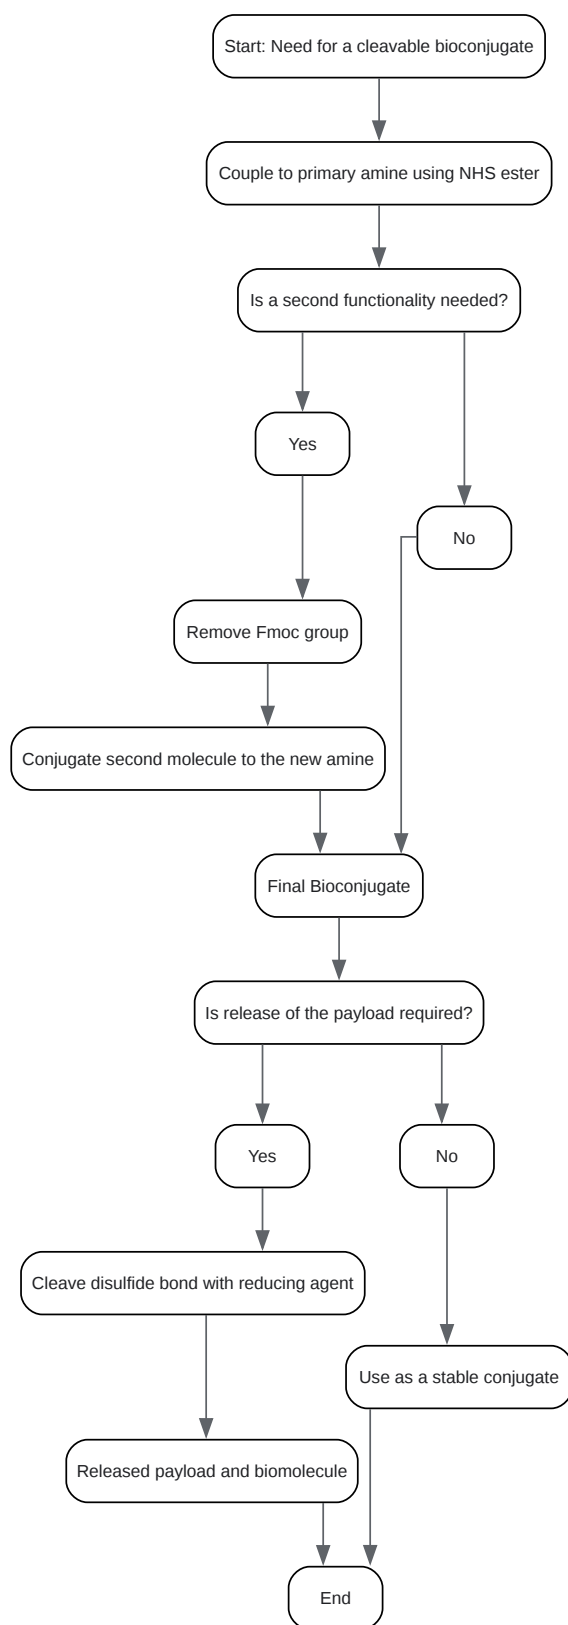 Start: Need for a cleavable bioconjugate
Couple to primary amine using NHS ester
Is a second functionality needed?
Yes
No
Remove Fmoc group
Conjugate second molecule to the new amine
Final Bioconjugate
Is release of the payload required?
Yes
No
Cleave disulfide bond with reducing agent
Use as a stable conjugate
Released payload and biomolecule
End